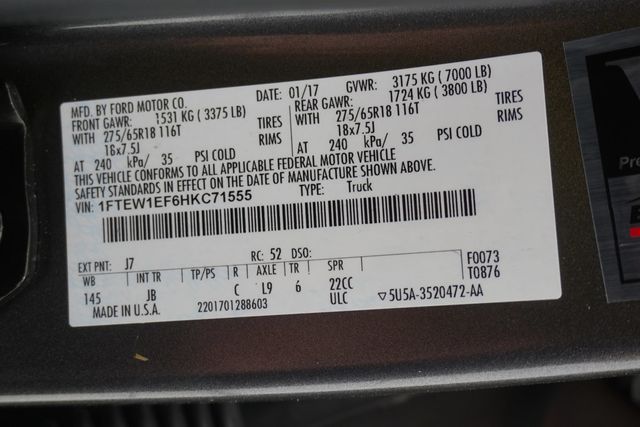 MFD. BY FORD MOTOR CO. DATE: 01/17 GVWR: 3175 KG ( 7000 LB)
FRONT GAWR: 1531 KG ( 3375 LB) REAR GAWR: 1724 KG ( 3800 LB)
WITH 275/65R18 116T TIRES WITH 275/65R18 116T TIRES
18x7.5J RIMS 18x7.5J RIMS
AT 240 kPa/ 35 PSI COLD AT 240 kPa/ 35 PSI COLD
THIS VEHICLE CONFORMS TO ALL APPLICABLE FEDERAL MOTOR VEHICLE
SAFETY STANDARDS IN EFFECT ON THE DATE OF MANUFACTURE SHOWN ABOVE.
VIN: 1FTEW1EF6HKC71555 TYPE: Truck
EXT PNT: J7 RC: 52 DSO: F0073
WB INT TR TP/PS R AXLE TR SPR T0876
145 JB C L9 6 22CC
MADE IN U.S.A. 2201701288603 ULC ▽5U5A-3520472-AA